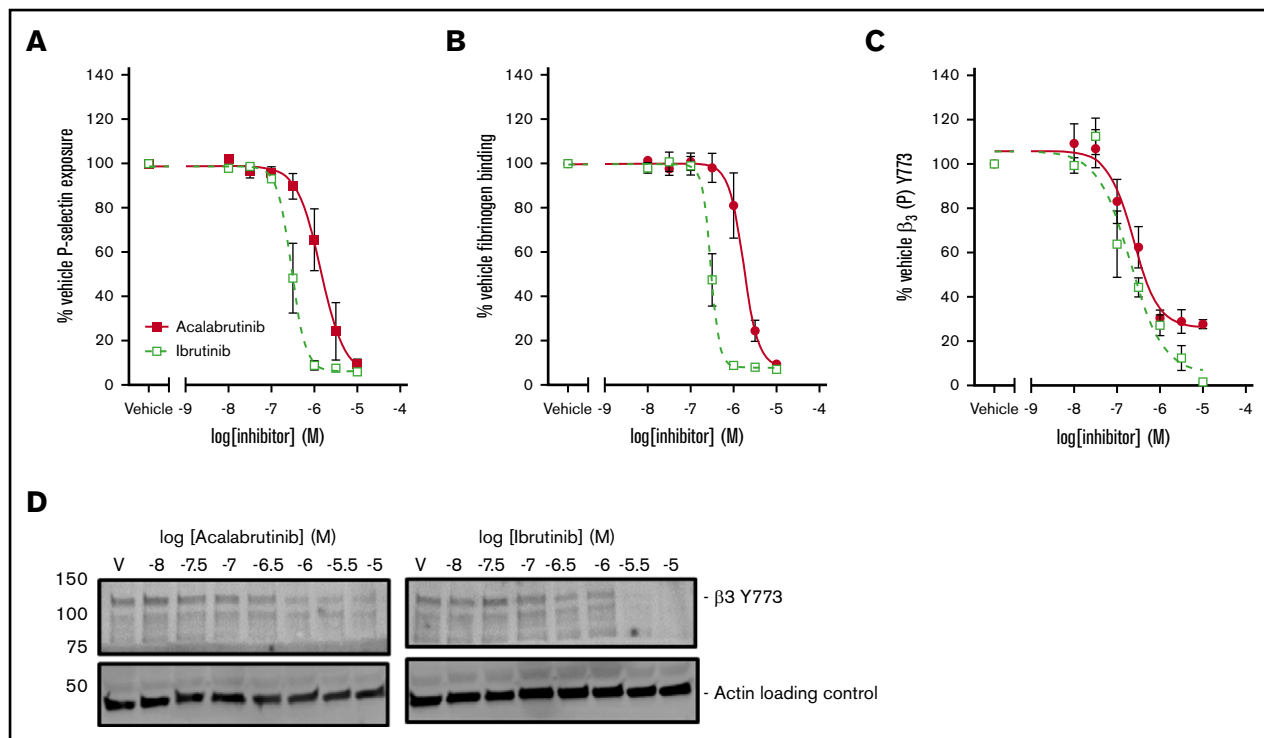 A
% vehicle P-selectin exposure
140
120
100
80
60
40
20
0
Acalabrutinib
Ibrutinib
Vehicle -9 -8 -7 -6 -5 -4
log[inhibitor] (M)
B
% vehicle fibrinogen binding
140
120
100
80
60
40
20
0
Vehicle -9 -8 -7 -6 -5 -4
log[inhibitor] (M)
C
% vehicle β3 (P) Y773
140
120
100
80
60
40
20
0
Vehicle -9 -8 -7 -6 -5 -4
log[inhibitor] (M)
D
log [Acalabrutinib] (M)
V -8 -7.5 -7 -6.5 -6 -5.5 -5
log [Ibrutinib] (M)
V -8 -7.5 -7 -6.5 -6 -5.5 -5
150
100
75
50
- β3 Y773
- Actin loading control